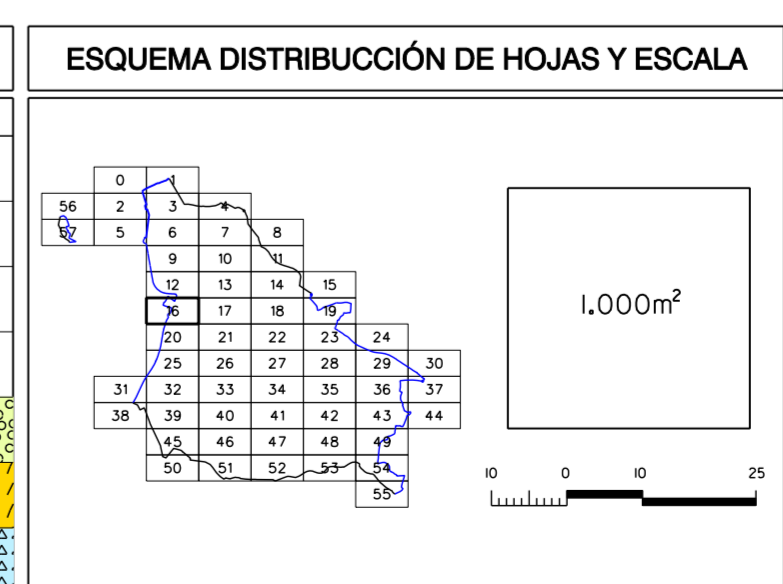 ESQUEMA DISTRIBUCCIÓN DE HOJAS Y ESCALA
0 1
56 2 3 4
57 5 6 7 8
9 10 11
12 13 14 15
16 17 18 19
20 21 22 23 24
25 26 27 28 29 30
31 32 33 34 35 36 37
38 39 40 41 42 43 44
45 46 47 48 49
50 51 52 53 54
55
1.000m²
10 0 10 25